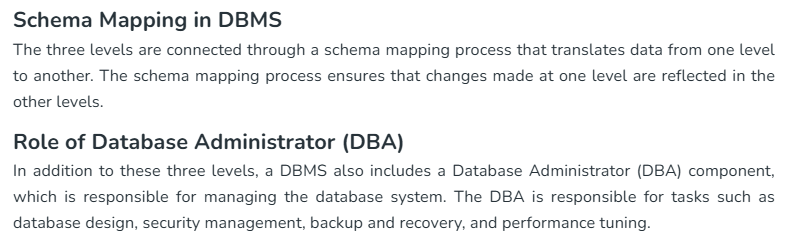 Schema Mapping in DBMS
The three levels are connected through a schema mapping process that translates data from one level
to another. The schema mapping process ensures that changes made at one level are reflected in the
other levels.
Role of Database Administrator (DBA)
In addition to these three levels, a DBMS also includes a Database Administrator (DBA) component,
which is responsible for managing the database system. The DBA is responsible for tasks such as
database design, security management, backup and recovery, and performance tuning.